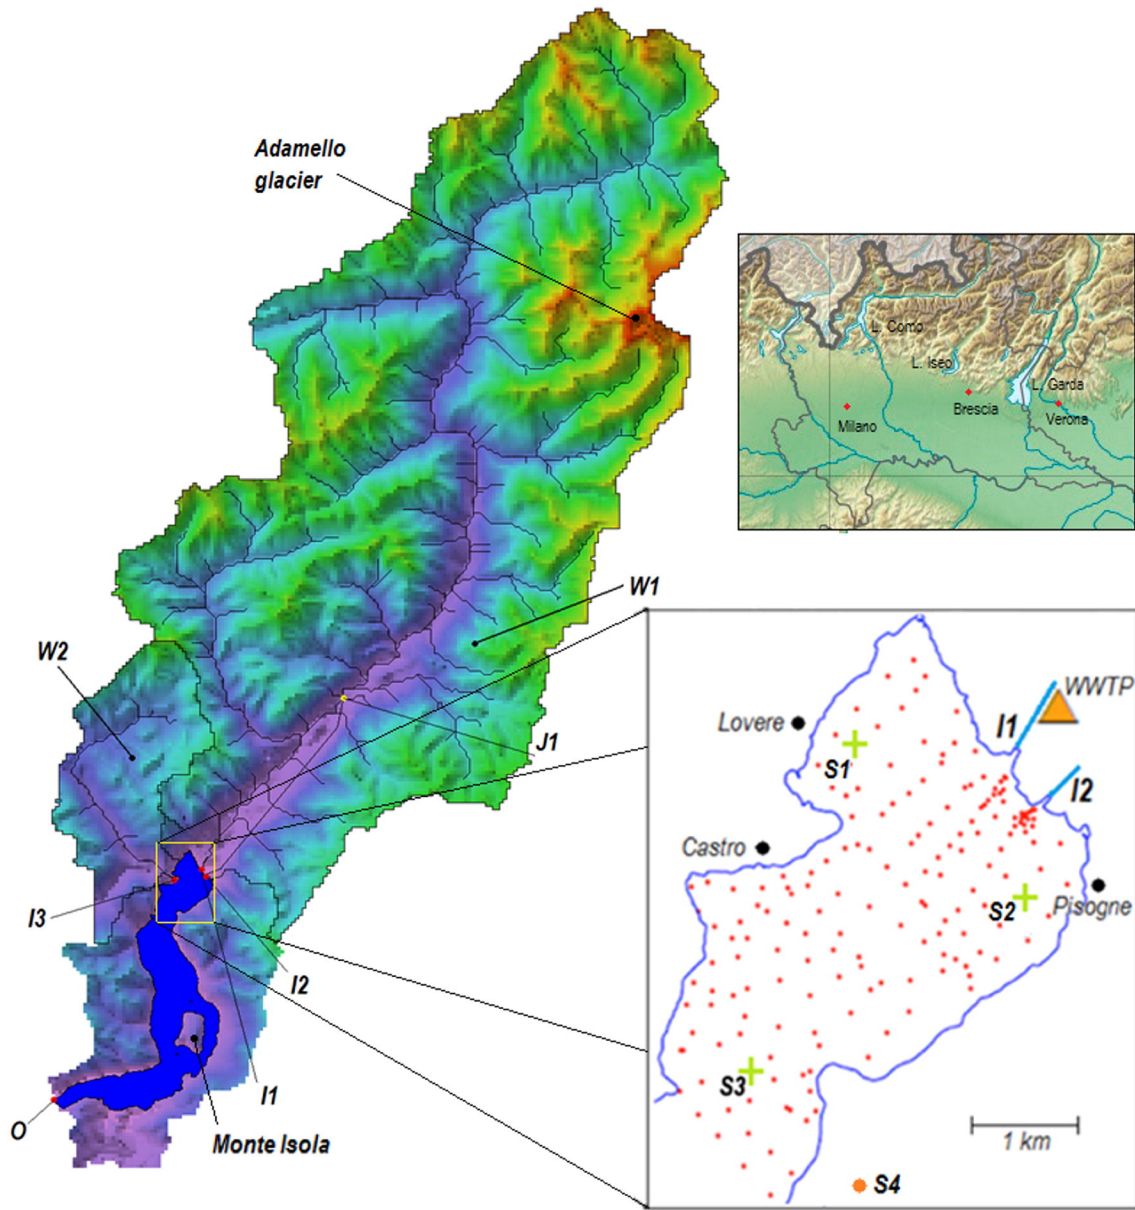 Adamello
glacier
L. Como
L. Iseo
L. Garda
Brescia
Milano
Verona
W1
W2
J1
WWTP
I1
Lovere
S1
I2
Castro
S2
Pisogne
I3
I2
S3
I1
O
Monte Isola
1 km
S4